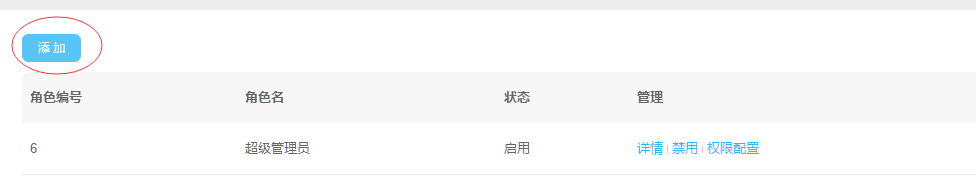 添 加
角色编号 角色名 状态 管理
6 超级管理员 启用 详情 | 禁用 | 权限配置